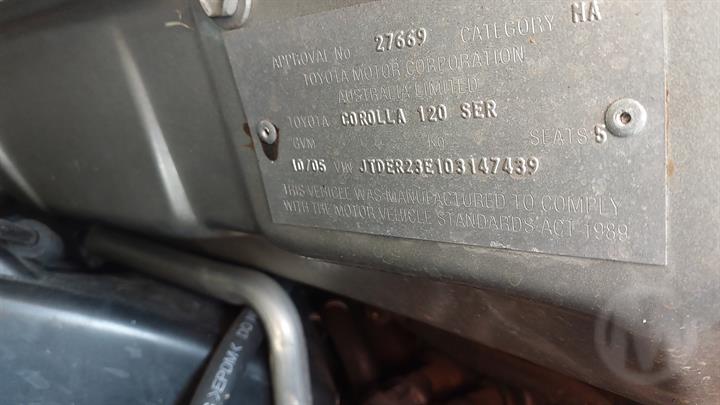 APPROVAL No 27669 CATEGORY MA
TOYOTA MOTOR CORPORATION
AUSTRALIA LIMITED
TOYOTA COROLLA 120 SER
GVM KG SEATS 5
10/05 VIN JTDER23E103147439
THIS VEHICLE WAS MANUFACTURED TO COMPLY
WITH THE MOTOR VEHICLE STANDARDS ACT 1989
>EPDM<